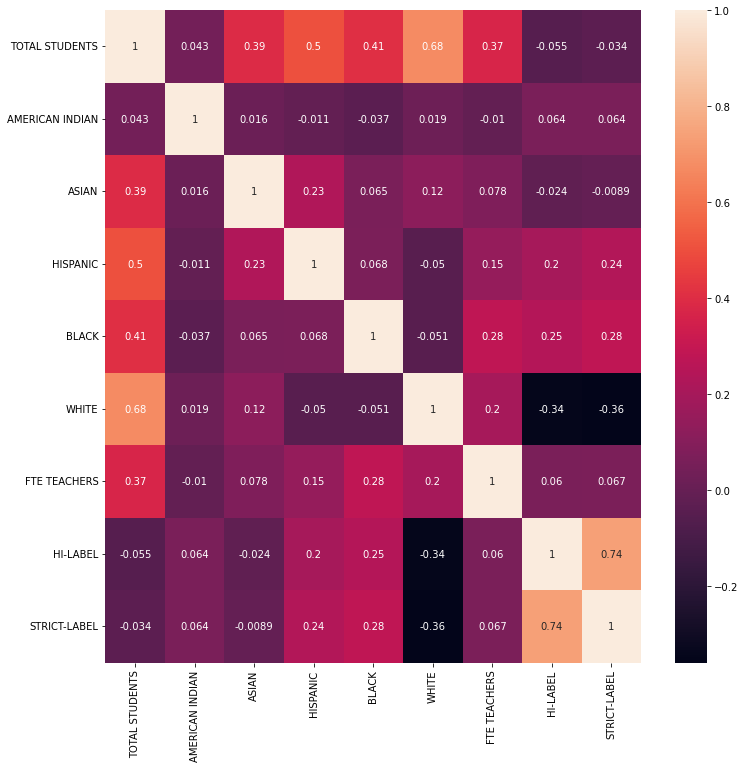 TOTAL STUDENTS 1 0.043 0.39 0.5 0.41 0.68 0.37 -0.055 -0.034
AMERICAN INDIAN 0.043 1 0.016 -0.011 -0.037 0.019 -0.01 0.064 0.064
ASIAN 0.39 0.016 1 0.23 0.065 0.12 0.078 -0.024 -0.0089
HISPANIC 0.5 -0.011 0.23 1 0.068 -0.05 0.15 0.2 0.24
BLACK 0.41 -0.037 0.065 0.068 1 -0.051 0.28 0.25 0.28
WHITE 0.68 0.019 0.12 -0.05 -0.051 1 0.2 -0.34 -0.36
FTE TEACHERS 0.37 -0.01 0.078 0.15 0.28 0.2 1 0.06 0.067
HI-LABEL -0.055 0.064 -0.024 0.2 0.25 -0.34 0.06 1 0.74
STRICT-LABEL -0.034 0.064 -0.0089 0.24 0.28 -0.36 0.067 0.74 1
TOTAL STUDENTS
AMERICAN INDIAN
ASIAN
HISPANIC
BLACK
WHITE
FTE TEACHERS
HI-LABEL
STRICT-LABEL
1.0
0.8
0.6
0.4
0.2
0.0
−0.2